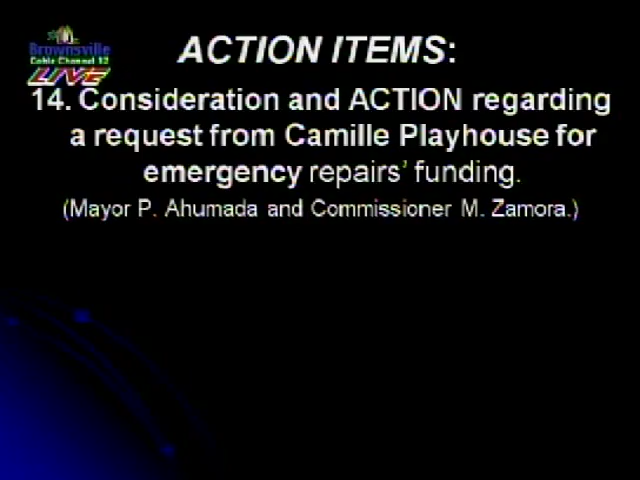 Brownsville
Cable Channel 12
LIVE
ACTION ITEMS:
14. Consideration and ACTION regarding
a request from Camille Playhouse for
emergency repairs’ funding.
(Mayor P. Ahumada and Commissioner M. Zamora.)